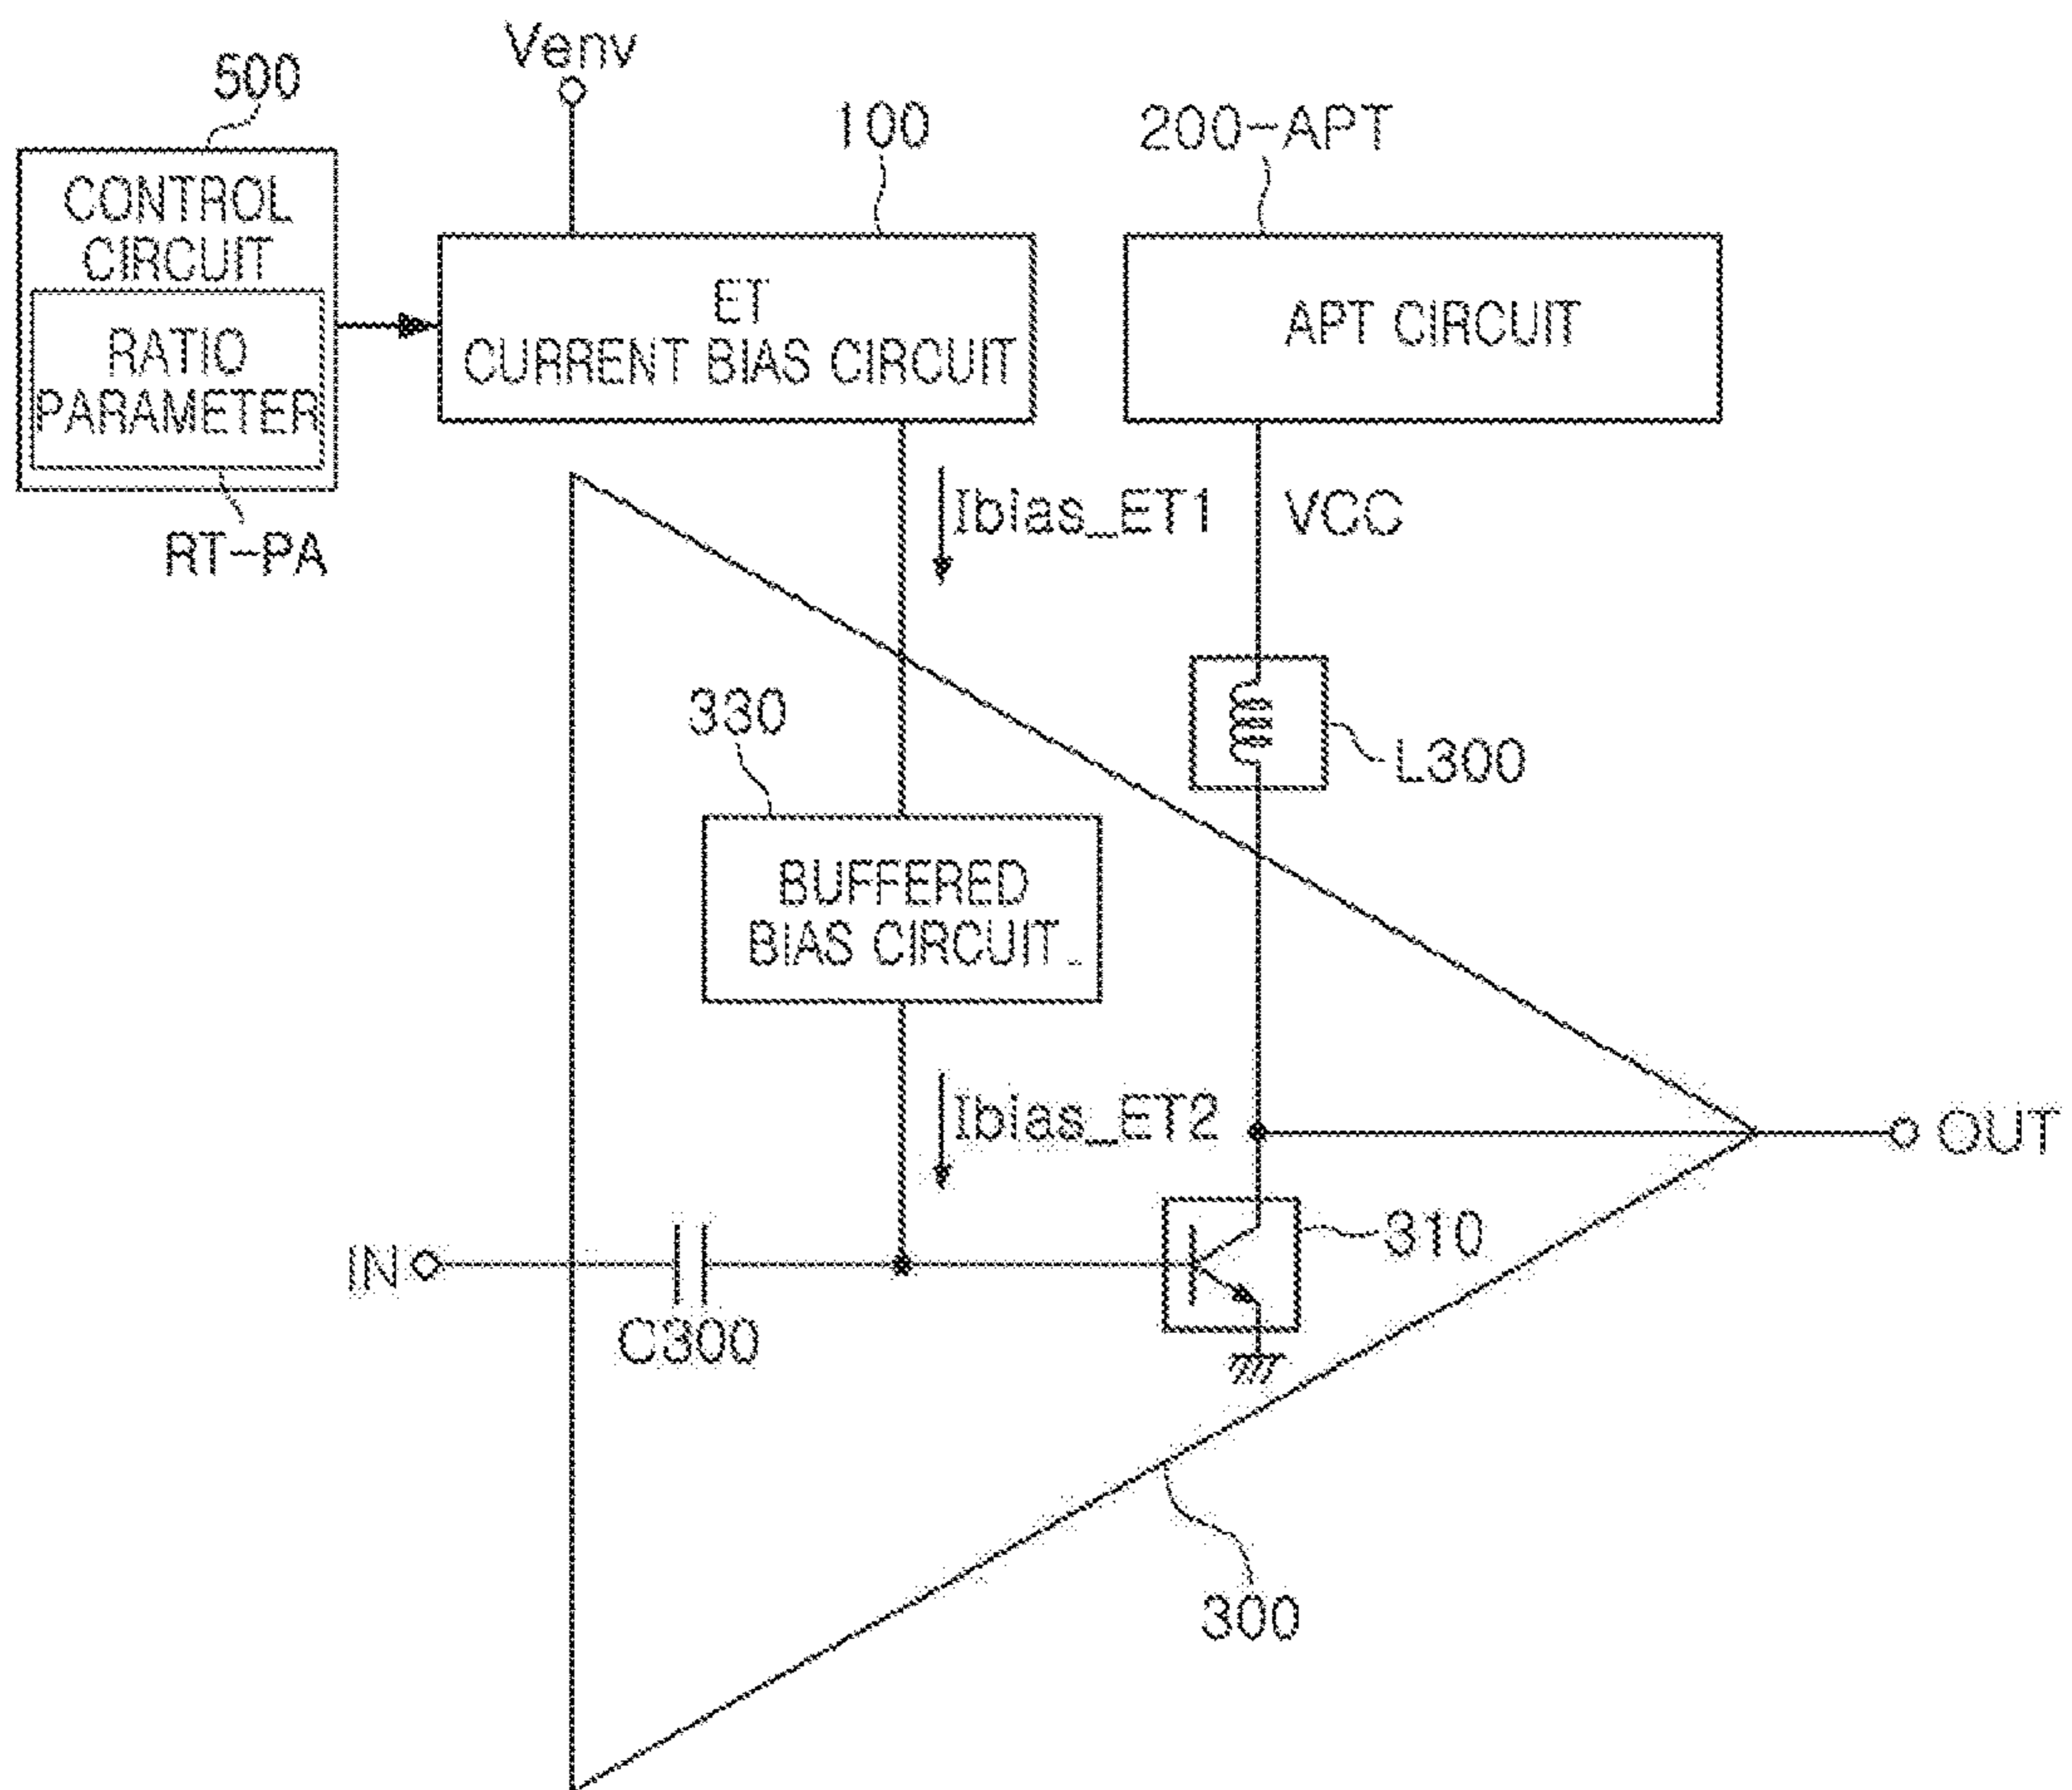 Venv
500
100
200-APT
CONTROL
CIRCUIT
RATIO
PARAMETER
RT-PA
ET
CURRENT BIAS CIRCUIT
APT CIRCUIT
Ibias_ET1
VCC
330
L300
BUFFERED
BIAS CIRCUIT
Ibias_ET2
OUT
IN
C300
310
300